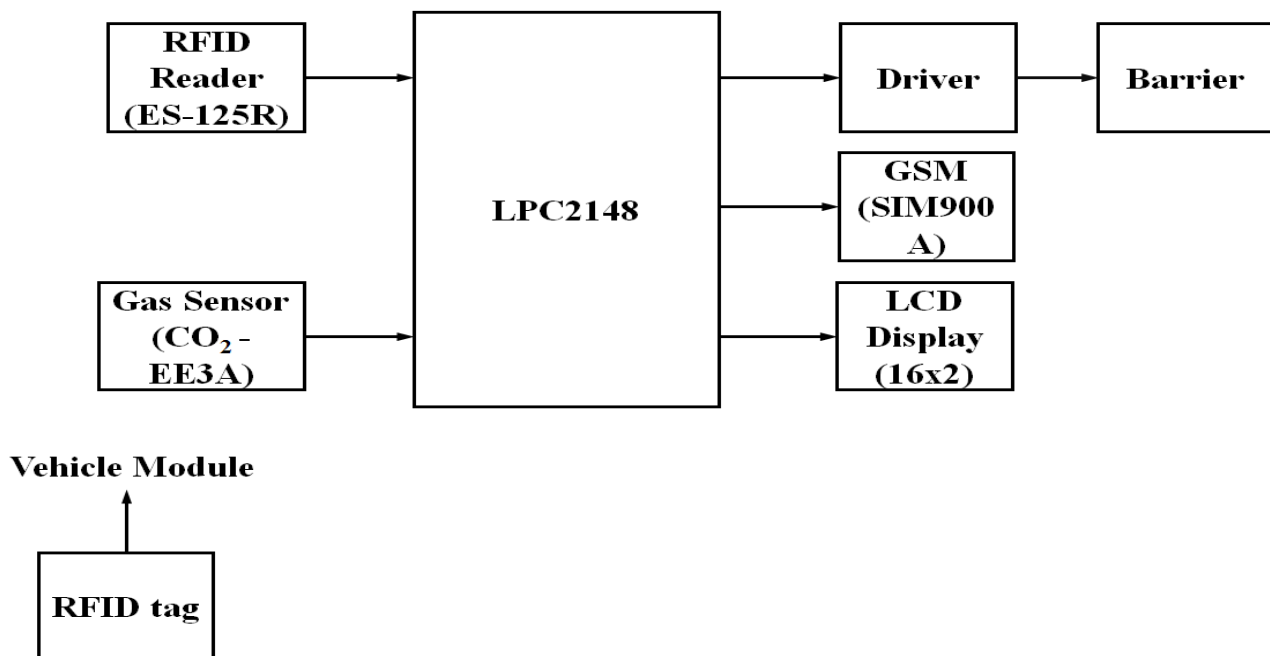 RFID
Reader
(ES-125R)
LPC2148
Driver
Barrier
GSM
(SIM900
A)
Gas Sensor
(CO₂ -
EE3A)
LCD
Display
(16x2)
Vehicle Module
RFID tag